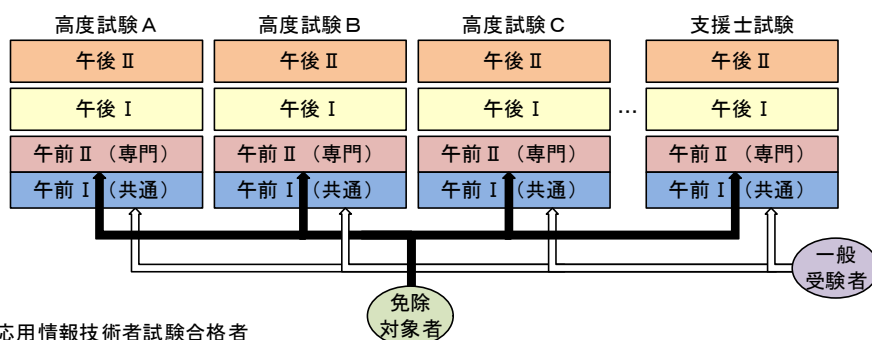 高度試験A 高度試験B 高度試験C 支援士試験
午後Ⅱ 午後Ⅱ 午後Ⅱ 午後Ⅱ
午後Ⅰ 午後Ⅰ 午後Ⅰ … 午後Ⅰ
午前Ⅱ（専門） 午前Ⅱ（専門） 午前Ⅱ（専門） 午前Ⅱ（専門）
午前Ⅰ（共通） 午前Ⅰ（共通） 午前Ⅰ（共通） 午前Ⅰ（共通）
一般
受験者
免除
対象者
応用情報技術者試験合格者